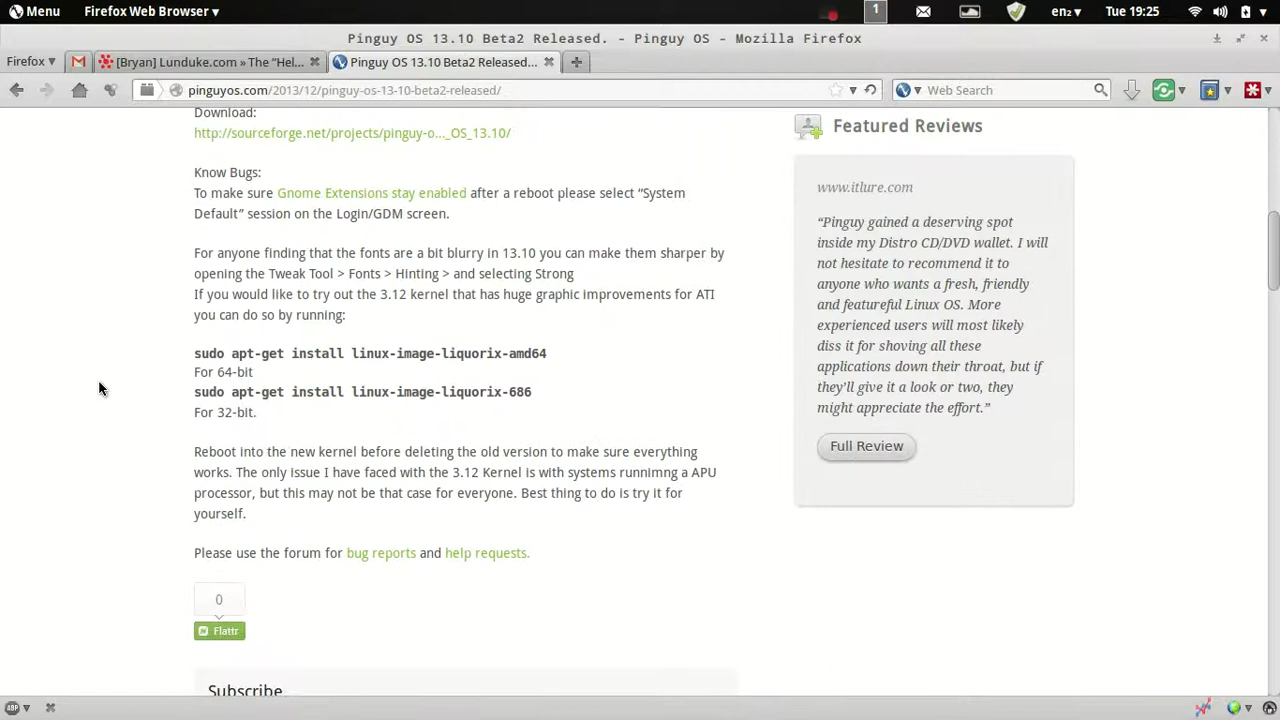 Menu Firefox Web Browser 1 en₂ Tue 19:25
Pinguy OS 13.10 Beta2 Released. - Pinguy OS - Mozilla Firefox
Firefox [Bryan] Lunduke.com » The “Hel... Pinguy OS 13.10 Beta2 Released...
pinguyos.com/2013/12/pinguy-os-13-10-beta2-released/ Web Search
Download:
http://sourceforge.net/projects/pinguy-o..._OS_13.10/
Know Bugs:
To make sure Gnome Extensions stay enabled after a reboot please select “System
Default” session on the Login/GDM screen.
For anyone finding that the fonts are a bit blurry in 13.10 you can make them sharper by
opening the Tweak Tool > Fonts > Hinting > and selecting Strong
If you would like to try out the 3.12 kernel that has huge graphic improvements for ATI
you can do so by running:
sudo apt-get install linux-image-liquorix-amd64
For 64-bit
sudo apt-get install linux-image-liquorix-686
For 32-bit.
Reboot into the new kernel before deleting the old version to make sure everything
works. The only issue I have faced with the 3.12 Kernel is with systems runnimng a APU
processor, but this may not be that case for everyone. Best thing to do is try it for
yourself.
Please use the forum for bug reports and help requests.
0
Flattr
Subscribe
Featured Reviews
www.itlure.com
“Pinguy gained a deserving spot
inside my Distro CD/DVD wallet. I will
not hesitate to recommend it to
anyone who wants a fresh, friendly
and featureful Linux OS. More
experienced users will most likely
diss it for shoving all these
applications down their throat, but if
they’ll give it a look or two, they
might appreciate the effort.”
Full Review
ABP